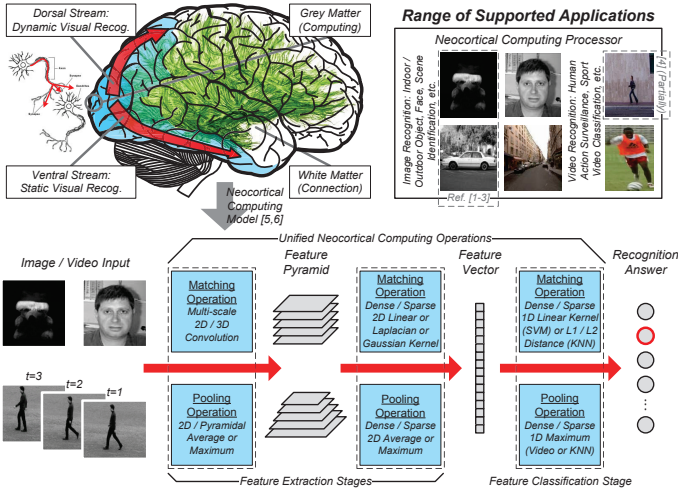 Dorsal Stream:
Dynamic Visual Recog.
Grey Matter
(Computing)
Ventral Stream:
Static Visual Recog.
White Matter
(Connection)
Neocortical
Computing
Model [5,6]
Range of Supported Applications
Neocortical Computing Processor
Image Recognition: Indoor /
Outdoor Object, Face, Scene
Identification, etc.
Video Recognition: Human
Action Surveillance, Sport
Video Classification, etc.
[4] (Partially)
Ref. [1-3]
Unified Neocortical Computing Operations
Image / Video Input
t=3
t=2
t=1
Matching
Operation
Multi-scale
2D / 3D
Convolution
Pooling
Operation
2D / Pyramidal
Average or
Maximum
Feature
Pyramid
Matching
Operation
Dense / Sparse
2D Linear or
Laplacian or
Gaussian Kernel
Pooling
Operation
Dense / Sparse
2D Average or
Maximum
Feature
Vector
Matching
Operation
Dense / Sparse
1D Linear Kernel
(SVM) or L1 / L2
Distance (KNN)
Pooling
Operation
Dense / Sparse
1D Maximum
(Video or KNN)
Recognition
Answer
Feature Extraction Stages
Feature Classification Stage